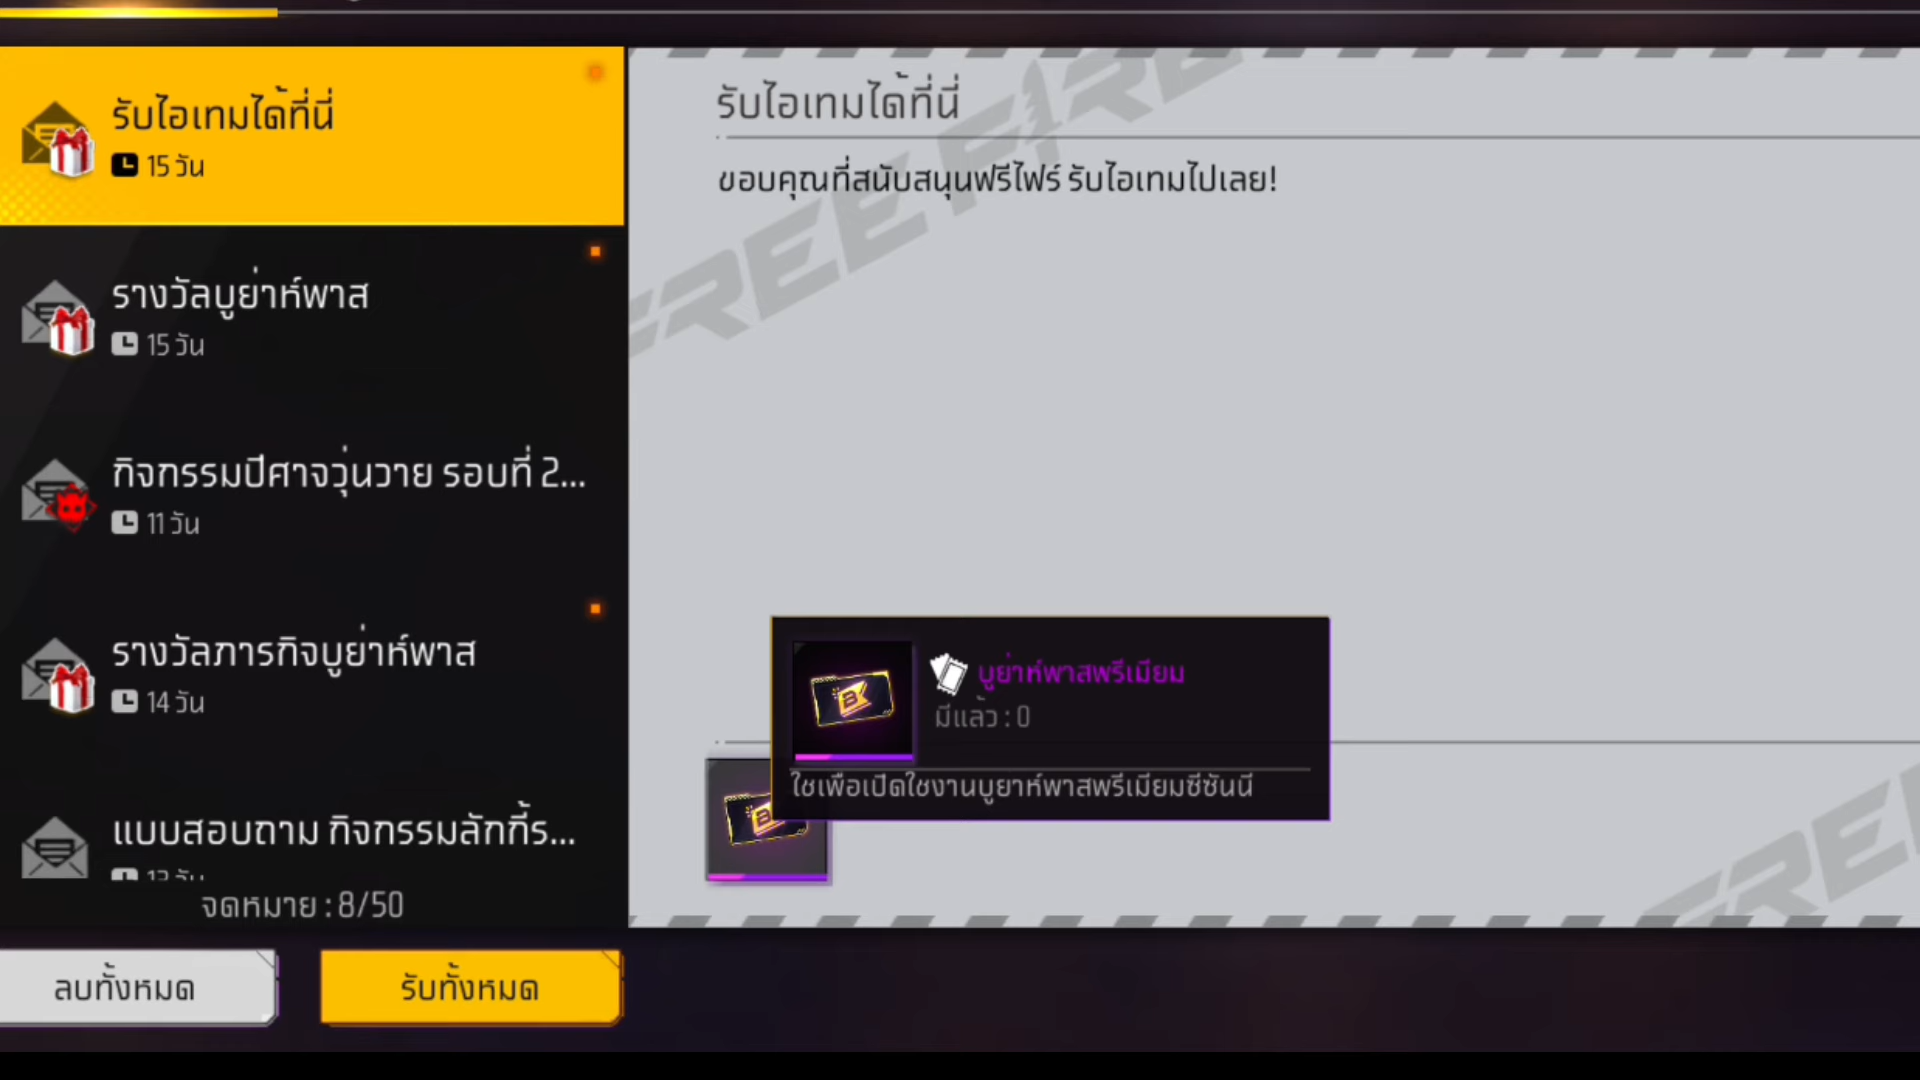 รับไอเทมได้ที่นี่
15 วัน
รางวัลบูย่าห์พาส
15 วัน
กิจกรรมปีศาจวุ่นวาย รอบที่ 2...
11 วัน
รางวัลภารกิจบูย่าห์พาส
14 วัน
แบบสอบถาม กิจกรรมลักกี้ร...
13 วัน
จดหมาย : 8/50
ลบทั้งหมด
รับทั้งหมด
รับไอเทมได้ที่นี่
ขอบคุณที่สนับสนุนฟรีไฟร์ รับไอเทมไปเลย!
FREE FIRE
บูย่าห์พาสพรีเมียม
มีแล้ว : 0
ใช้เพื่อเปิดใช้งานบูย่าห์พาสพรีเมียมซีซันนี้
FREE